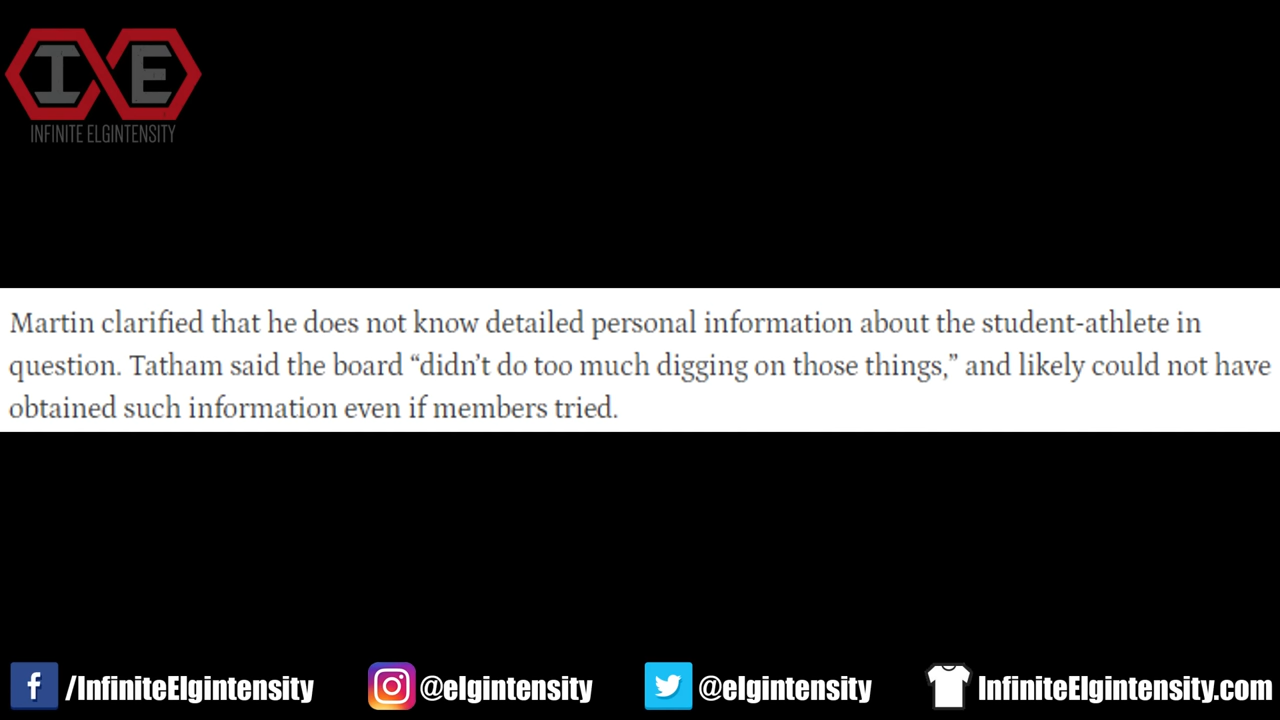 IE
INFINITE ELGINTENSITY
Martin clarified that he does not know detailed personal information about the student-athlete in
question. Tatham said the board “didn’t do too much digging on those things,” and likely could not have
obtained such information even if members tried.
/InfiniteElgintensity @elgintensity @elgintensity InfiniteElgintensity.com